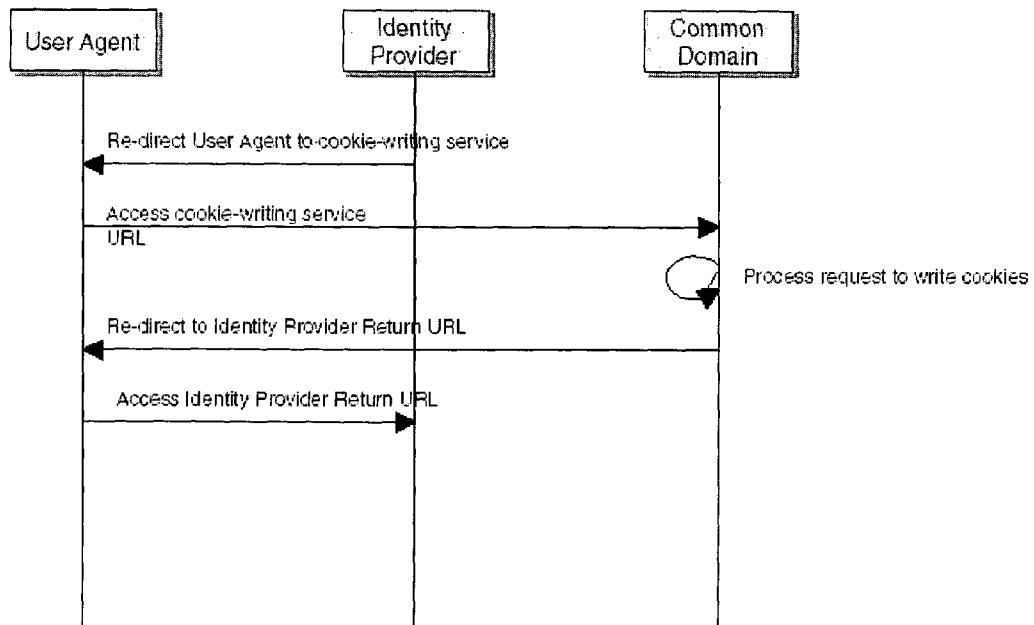 User Agent
Identity
Provider
Common
Domain
Re-direct User Agent to cookie-writing service
Access cookie-writing service
URL
Process request to write cookies
Re-direct to Identity Provider Return URL
Access Identity Provider Return URL